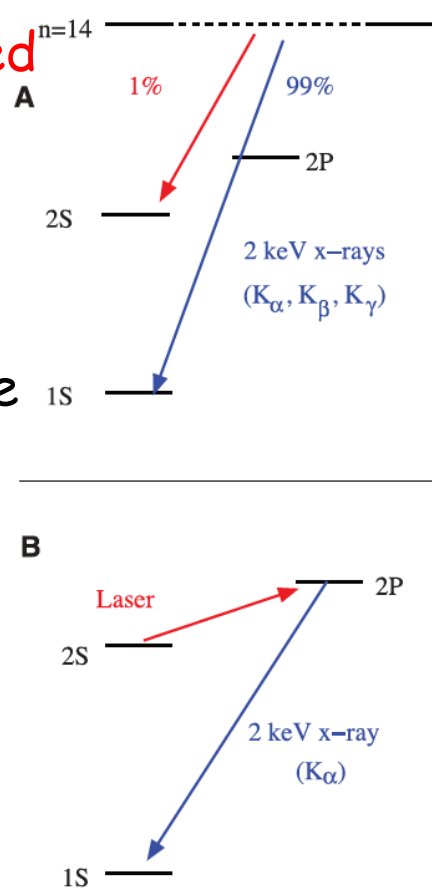 n=14
ed
A
1%
99%
2P
2S
2 keV x–rays
(Kα, Kβ, Kγ)
e
1S
B
Laser
2P
2S
2 keV x–ray
(Kα)
1S